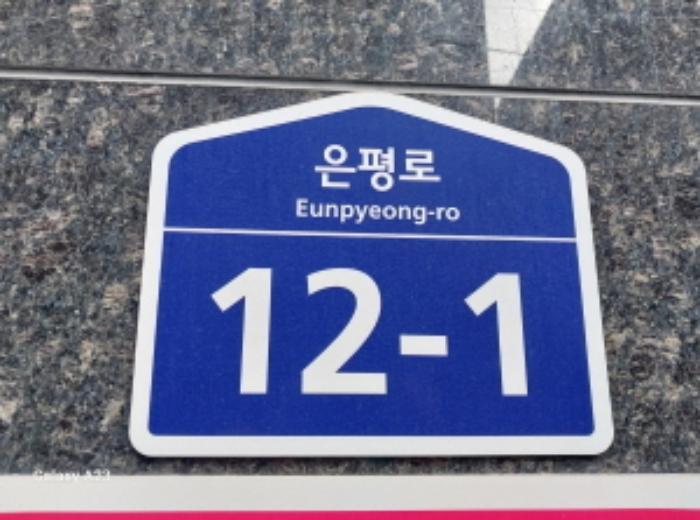 은평로
Eunpyeong-ro
12-1
Galaxy A23